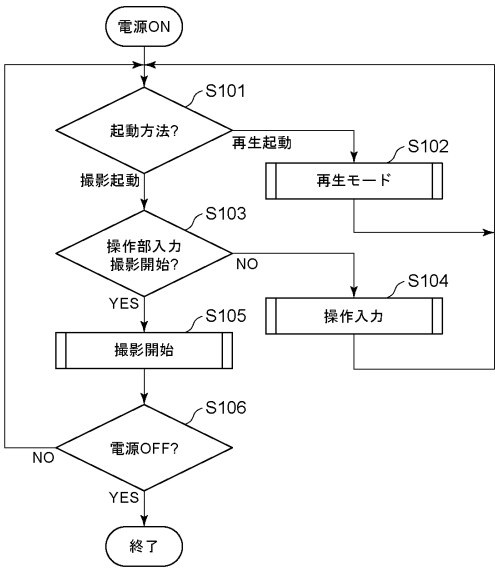 電源ON
S101
起動方法?
再生起動
S102
再生モード
撮影起動
S103
操作部入力
撮影開始?
NO
YES
S104
操作入力
S105
撮影開始
S106
電源OFF?
NO
YES
終了